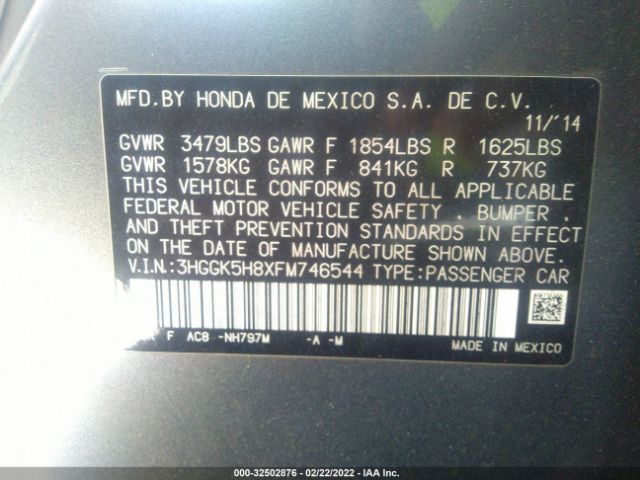 MFD.BY HONDA DE MEXICO S.A. DE C.V.
11/'14
GVWR 3479LBS GAWR F 1854LBS R 1625LBS
GVWR 1578KG GAWR F 841KG R 737KG
THIS VEHICLE CONFORMS TO ALL APPLICABLE
FEDERAL MOTOR VEHICLE SAFETY . BUMPER .
AND THEFT PREVENTION STANDARDS IN EFFECT
ON THE DATE OF MANUFACTURE SHOWN ABOVE.
V.I.N.:3HGGK5H8XFM746544 TYPE:PASSENGER CAR
F AC8 -NH797M -A -M
MADE IN MEXICO
000-32502876 - 02/22/2022 - IAA Inc.